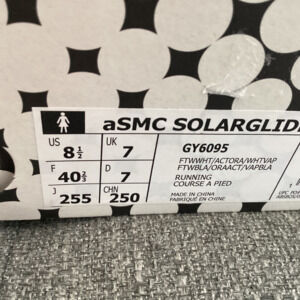 aSMC SOLARGLID
US 8½ UK 7
F 40⅔ D 7
J 255 CHN 250
GY6095
FTWWHT/ACTORA/WHTVAP
FTWBLA/ORAACT/VAPBLA
RUNNING
COURSE A PIED
MADE IN CHINA
FABRIQUÉ EN CHINE